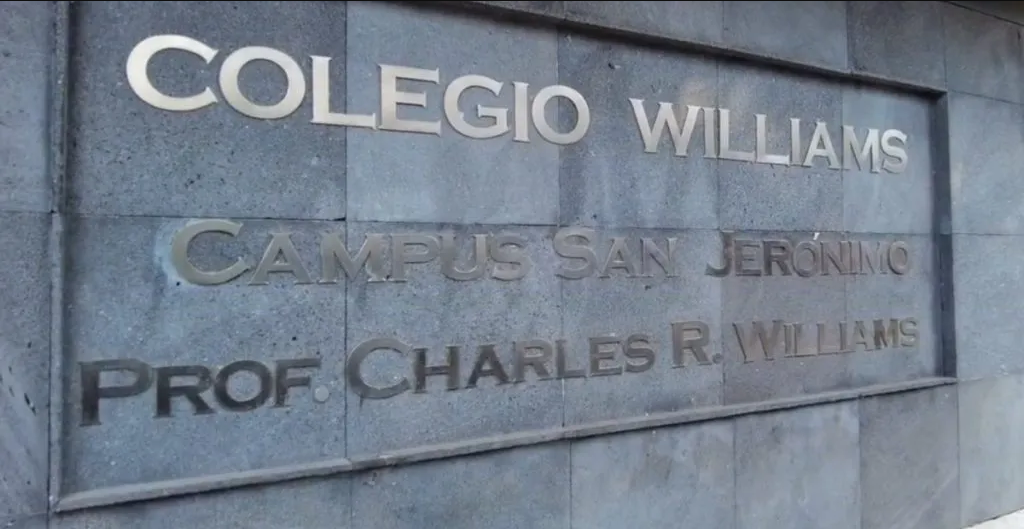 COLEGIO WILLIAMS
CAMPUS SAN JERÓNIMO
PROF. CHARLES R. WILLIAMS